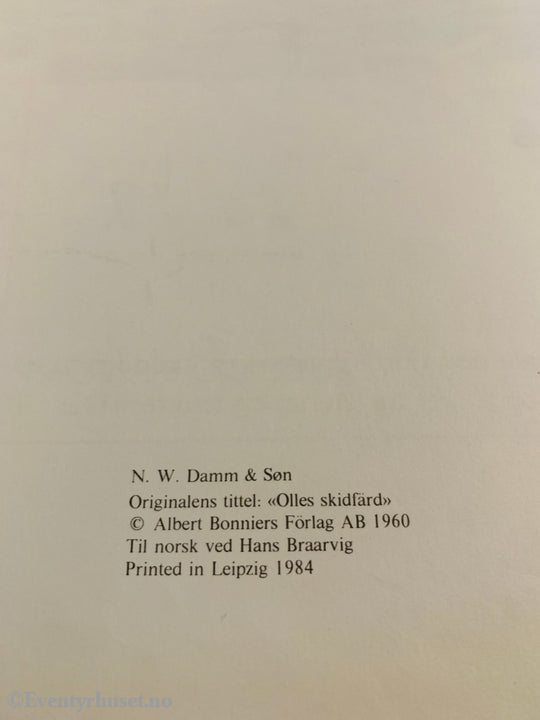 N. W. Damm & Søn
Originalens tittel: «Olles skidfärd»
© Albert Bonniers Förlag AB 1960
Til norsk ved Hans Braarvig
Printed in Leipzig 1984
©Eventyrhuset.no